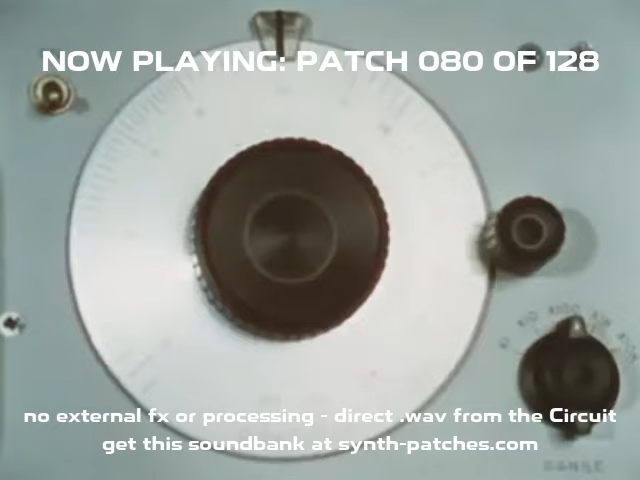 NOW PLAYING: PATCH 080 OF 128
no external fx or processing - direct .wav from the Circuit
get this soundbank at synth-patches.com
RANGE